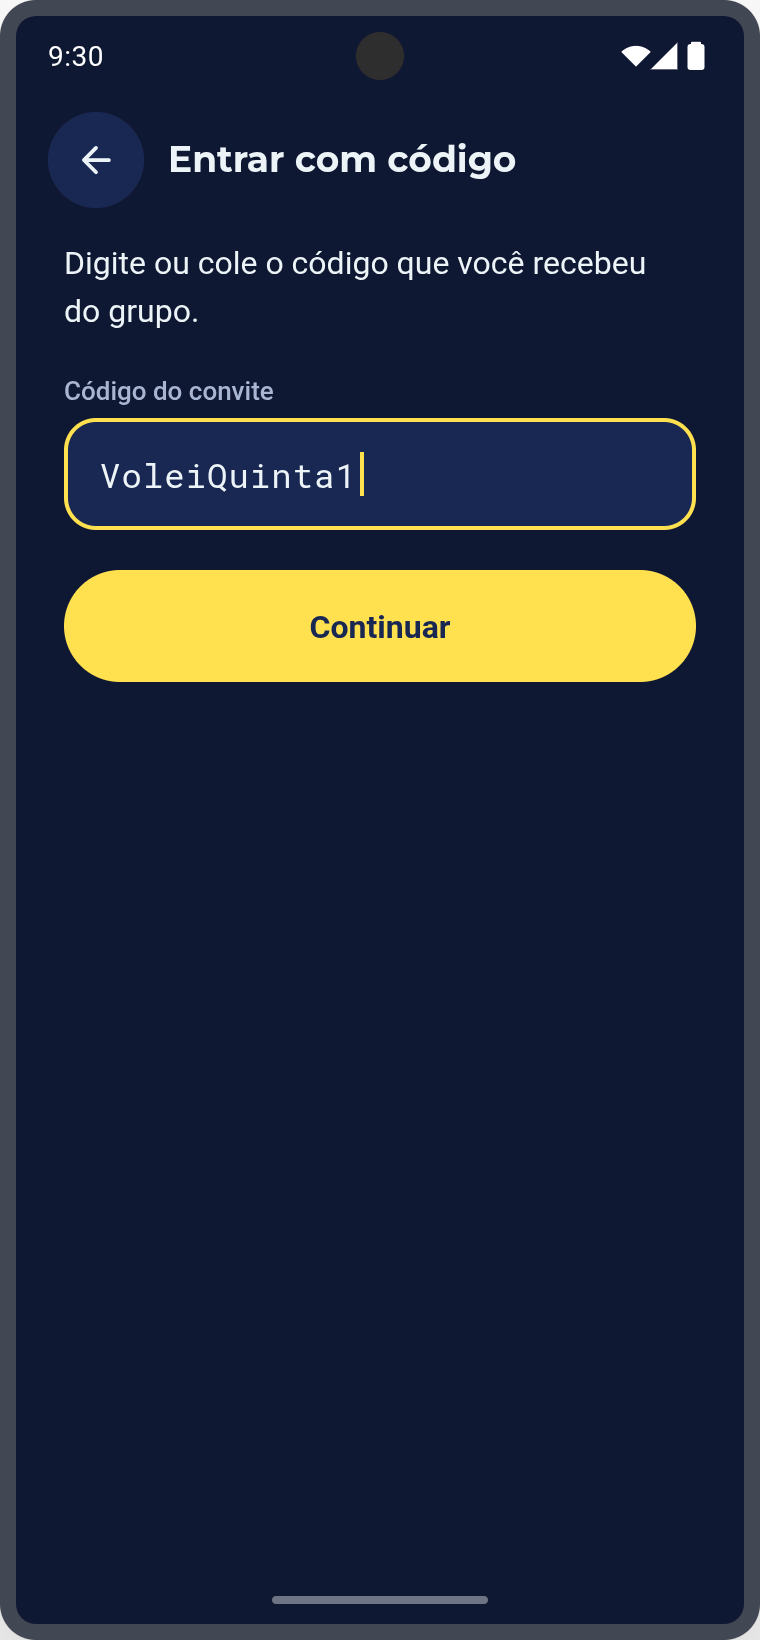 9:30
Entrar com código
Digite ou cole o código que você recebeu
do grupo.
Código do convite
VoleiQuinta1
Continuar